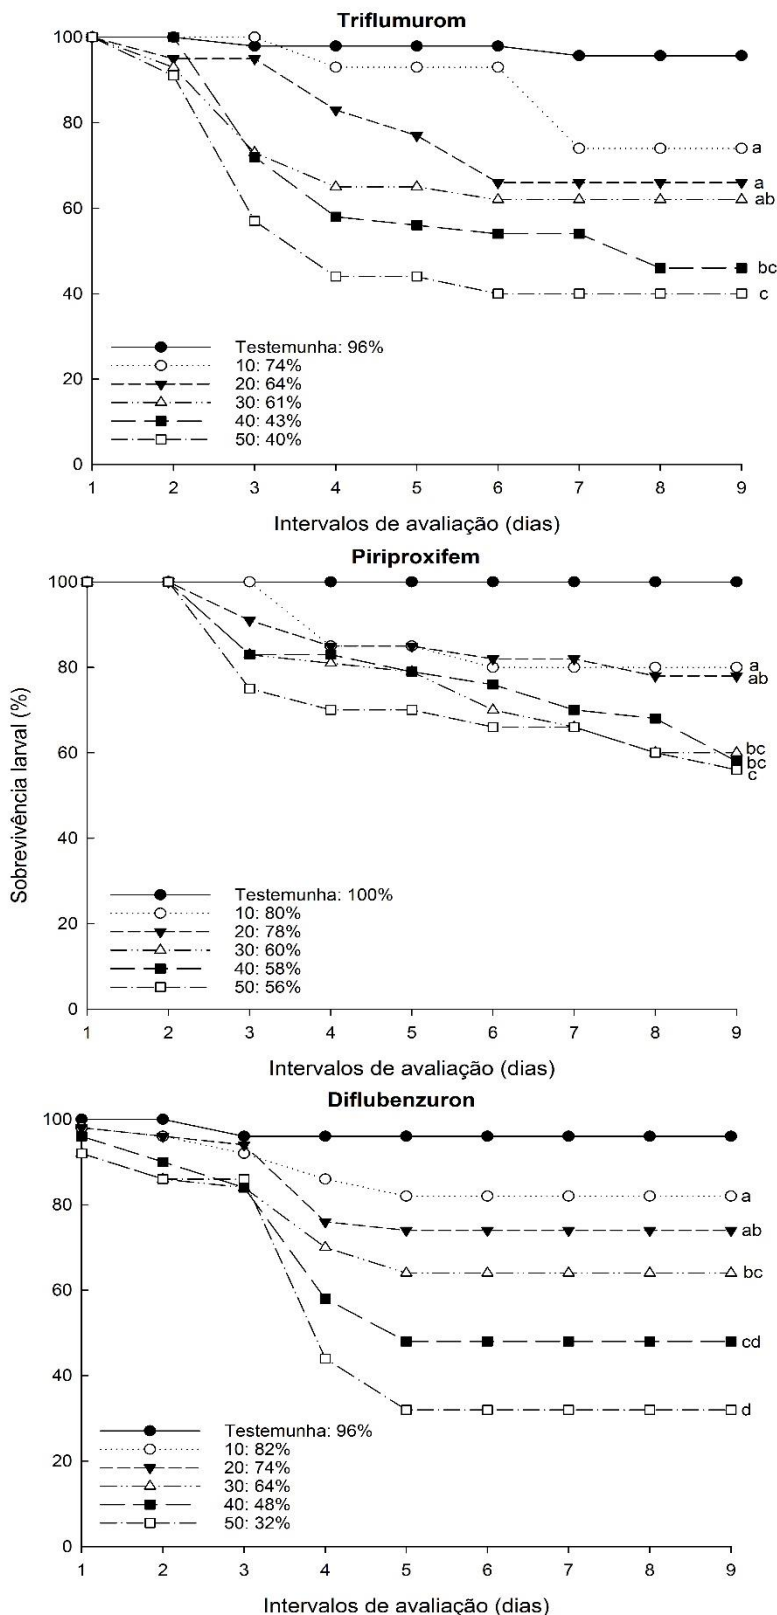 Triflumurom
100
80
60
40
20
0
a
a
ab
bc
c
Testemunha: 96%
10: 74%
20: 64%
30: 61%
40: 43%
50: 40%
1 2 3 4 5 6 7 8 9
Intervalos de avaliação (dias)
Piriproxifem
Sobrevivência larval (%)
100
80
60
40
20
0
a
ab
bc
bc
c
Testemunha: 100%
10: 80%
20: 78%
30: 60%
40: 58%
50: 56%
1 2 3 4 5 6 7 8 9
Intervalos de avaliação (dias)
Diflubenzuron
100
80
60
40
20
0
a
ab
bc
cd
d
Testemunha: 96%
10: 82%
20: 74%
30: 64%
40: 48%
50: 32%
1 2 3 4 5 6 7 8 9
Intervalos de avaliação (dias)